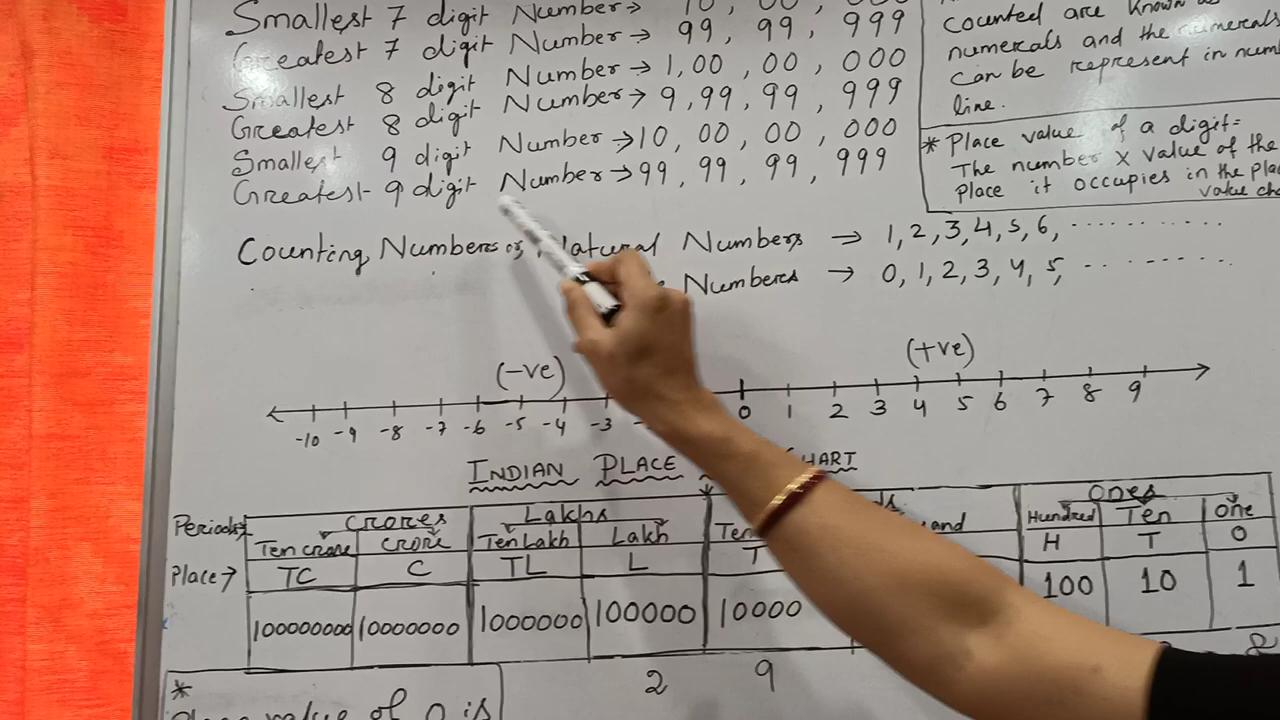 Smallest 7 digit Number → 10, 00,
Greatest 7 digit Number → 99, 99, 999
Smallest 8 digit Number → 1,00,00,000
Greatest 8 digit Number → 9,99,99,999
Smallest 9 digit Number → 10,00,00,000
Greatest 9 digit Number → 99,99,99,999
counted are known as
numerals and the numerals
can be represent in
line.
* Place value of a digit=
The number X value of the
place it occupies in the
value
Counting Numbers or Natural Numbers → 1, 2, 3, 4, 5, 6, ...........
Numbers → 0, 1, 2, 3, 4, 5, ...........
(-ve) (+ve)
-10 -9 -8 -7 -6 -5 -4 -3 0 1 2 3 4 5 6 7 8 9
INDIAN PLACE CHART
Periods→ Crores Lakhs Ones
Ten crore Crore Ten Lakh Lakh Ten Hundred Ten One
Place → TC C TL L T H T O
100000000 10000000 1000000 100000 10000 100 10 1
2 9 8
*
Place value of 0 is